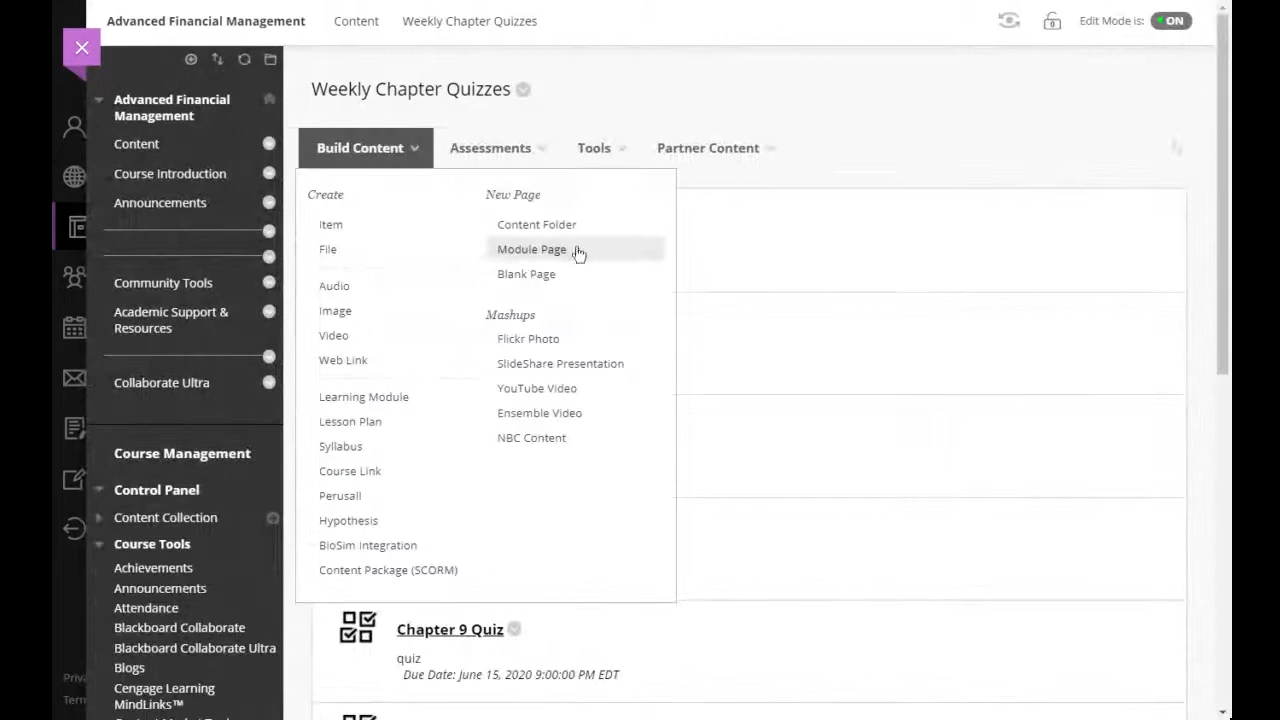 Advanced Financial Management Content Weekly Chapter Quizzes Edit Mode is: ON
Advanced Financial
Management
Content
Course Introduction
Announcements
Community Tools
Academic Support &
Resources
Collaborate Ultra
Course Management
Control Panel
Content Collection
Course Tools
Achievements
Announcements
Attendance
Blackboard Collaborate
Blackboard Collaborate Ultra
Blogs
Cengage Learning
MindLinks™
Weekly Chapter Quizzes
Build Content Assessments Tools Partner Content
Create
Item
File
Audio
Image
Video
Web Link
Learning Module
Lesson Plan
Syllabus
Course Link
Perusall
Hypothesis
BioSim Integration
Content Package (SCORM)
New Page
Content Folder
Module Page
Blank Page
Mashups
Flickr Photo
SlideShare Presentation
YouTube Video
Ensemble Video
NBC Content
Chapter 9 Quiz
quiz
Due Date: June 15, 2020 9:00:00 PM EDT
Priva
Term